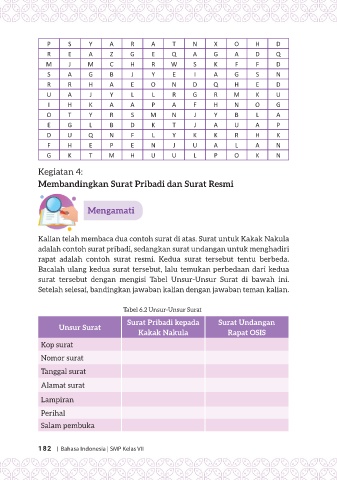 P S Y A R A T N X O H D
R E A Z G E Q A G A D Q
M J M C H R W S K F F D
S A G B J Y E I A G S N
R R H A E O N D Q H E D
U A J Y L L R G R M K U
I H K A A P A F H N O G
O T Y R S M N J Y B L A
E G L B D K T J A U A P
D U Q N F L Y K K R H K
F H E P E N J U A L A N
G K T M H U U L P O K N
Kegiatan 4:
Membandingkan Surat Pribadi dan Surat Resmi
Mengamati
Kalian telah membaca dua contoh surat di atas. Surat untuk Kakak Nakula
adalah contoh surat pribadi, sedangkan surat undangan untuk menghadiri
rapat adalah contoh surat resmi. Kedua surat tersebut tentu berbeda.
Bacalah ulang kedua surat tersebut, lalu temukan perbedaan dari kedua
surat tersebut dengan mengisi Tabel Unsur-Unsur Surat di bawah ini.
Setelah selesai, bandingkan jawaban kalian dengan jawaban teman kalian.
Tabel 6.2 Unsur-Unsur Surat
Unsur Surat Surat Pribadi kepada Kakak Nakula Surat Undangan Rapat OSIS
Kop surat
Nomor surat
Tanggal surat
Alamat surat
Lampiran
Perihal
Salam pembuka
182 | Bahasa Indonesia | SMP Kelas VII